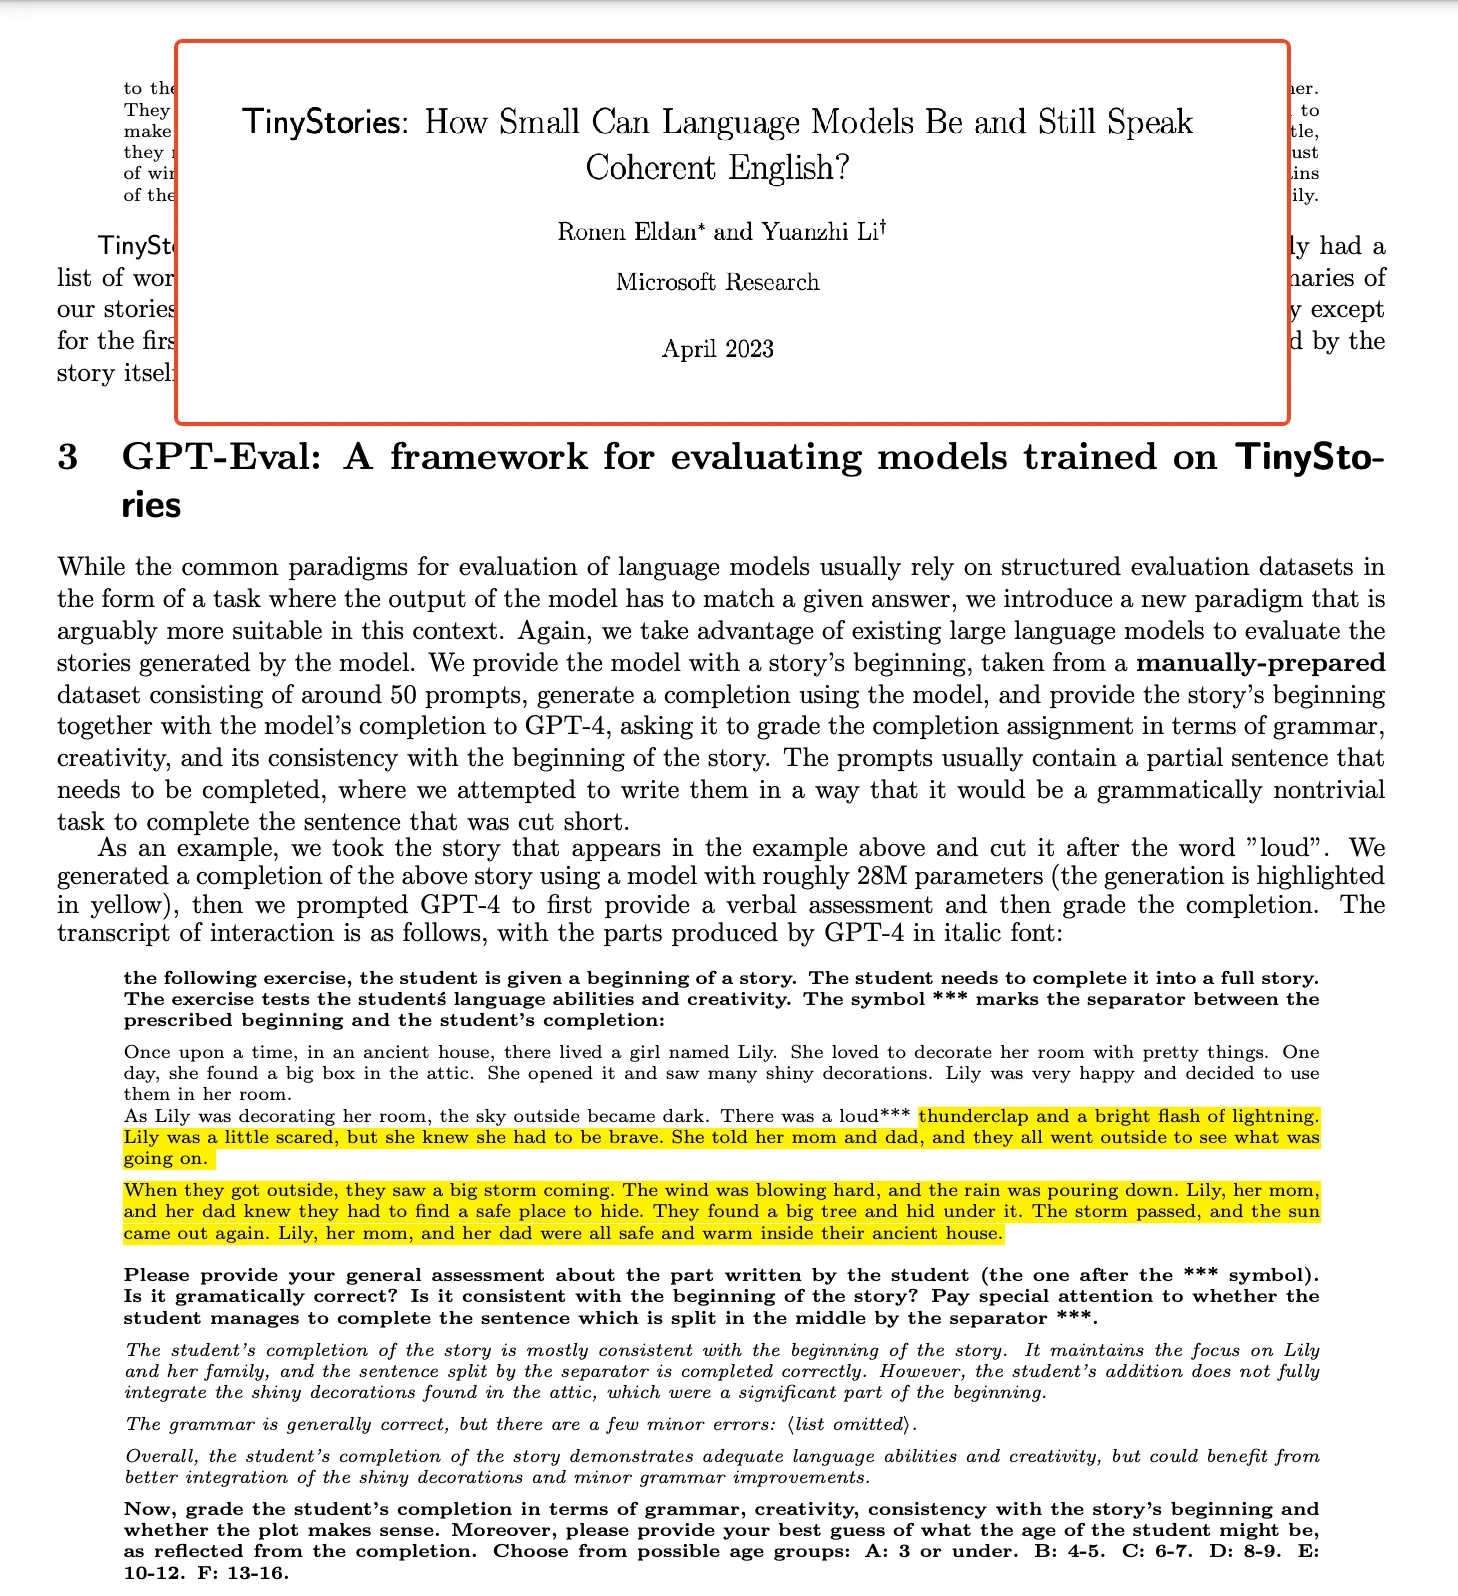 TinyStories: How Small Can Language Models Be and Still Speak
Coherent English?
Ronen Eldan* and Yuanzhi Li†
Microsoft Research
April 2023
to the
They
make
they
of
of the
her.
to
ust
ily.
list of
our stories
for the
story
ly had a
of
y except
d by the
3 GPT-Eval: A framework for evaluating models trained on TinySto-
ries
While the common paradigms for evaluation of language models usually rely on structured evaluation datasets in
the form of a task where the output of the model has to match a given answer, we introduce a new paradigm that is
arguably more suitable in this context. Again, we take advantage of existing large language models to evaluate the
stories generated by the model. We provide the model with a story's beginning, taken from a manually-prepared
dataset consisting of around 50 prompts, generate a completion using the model, and provide the story's beginning
together with the model's completion to GPT-4, asking it to grade the completion assignment in terms of grammar,
creativity, and its consistency with the beginning of the story. The prompts usually contain a partial sentence that
needs to be completed, where we attempted to write them in a way that it would be a grammatically nontrivial
task to complete the sentence that was cut short.
As an example, we took the story that appears in the example above and cut it after the word "loud". We
generated a completion of the above story using a model with roughly 28M parameters (the generation is highlighted
in yellow), then we prompted GPT-4 to first provide a verbal assessment and then grade the completion. The
transcript of interaction is as follows, with the parts produced by GPT-4 in italic font:
the following exercise, the student is given a beginning of a story. The student needs to complete it into a full story.
The exercise tests the studentś language abilities and creativity. The symbol *** marks the separator between the
prescribed beginning and the student's completion:
Once upon a time, in an ancient house, there lived a girl named Lily. She loved to decorate her room with pretty things. One
day, she found a big box in the attic. She opened it and saw many shiny decorations. Lily was very happy and decided to use
them in her room.
As Lily was decorating her room, the sky outside became dark. There was a loud*** thunderclap and a bright flash of lightning.
Lily was a little scared, but she knew she had to be brave. She told her mom and dad, and they all went outside to see what was
going on.
When they got outside, they saw a big storm coming. The wind was blowing hard, and the rain was pouring down. Lily, her mom,
and her dad knew they had to find a safe place to hide. They found a big tree and hid under it. The storm passed, and the sun
came out again. Lily, her mom, and her dad were all safe and warm inside their ancient house.
Please provide your general assessment about the part written by the student (the one after the *** symbol).
Is it gramatically correct? Is it consistent with the beginning of the story? Pay special attention to whether the
student manages to complete the sentence which is split in the middle by the separator ***.
The student's completion of the story is mostly consistent with the beginning of the story. It maintains the focus on Lily
and her family, and the sentence split by the separator is completed correctly. However, the student's addition does not fully
integrate the shiny decorations found in the attic, which were a significant part of the beginning.
The grammar is generally correct, but there are a few minor errors: ⟨list omitted⟩.
Overall, the student's completion of the story demonstrates adequate language abilities and creativity, but could benefit from
better integration of the shiny decorations and minor grammar improvements.
Now, grade the student's completion in terms of grammar, creativity, consistency with the story's beginning and
whether the plot makes sense. Moreover, please provide your best guess of what the age of the student might be,
as reflected from the completion. Choose from possible age groups: A: 3 or under. B: 4-5. C: 6-7. D: 8-9. E:
10-12. F: 13-16.